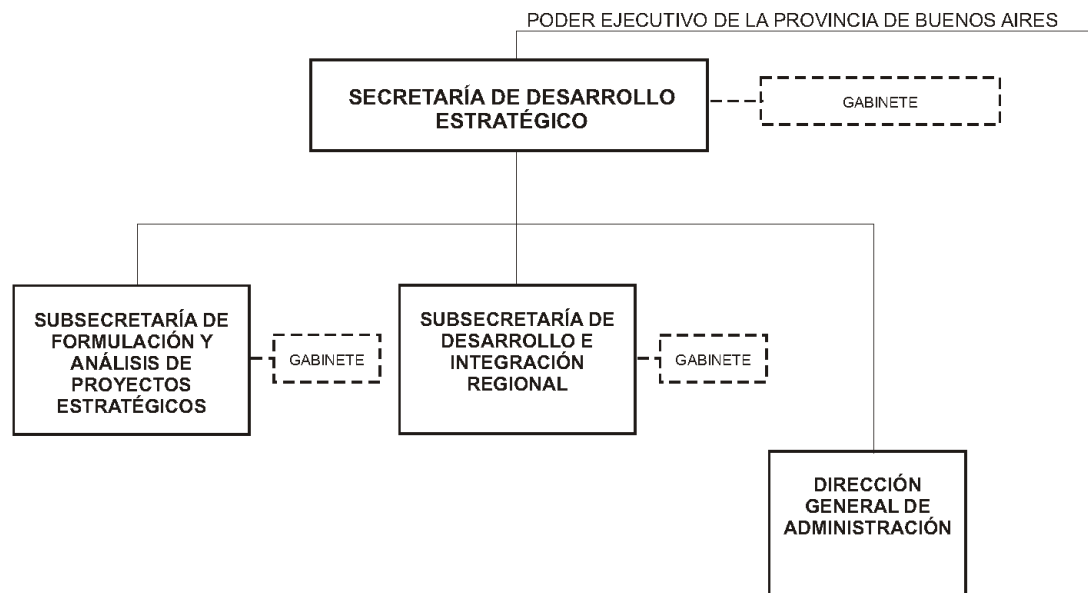 PODER EJECUTIVO DE LA PROVINCIA DE BUENOS AIRES
SECRETARÍA DE DESARROLLO
ESTRATÉGICO
GABINETE
SUBSECRETARÍA DE
FORMULACIÓN Y
ANÁLISIS DE
PROYECTOS
ESTRATÉGICOS
GABINETE
SUBSECRETARÍA DE
DESARROLLO E
INTEGRACIÓN
REGIONAL
GABINETE
DIRECCIÓN
GENERAL DE
ADMINISTRACIÓN